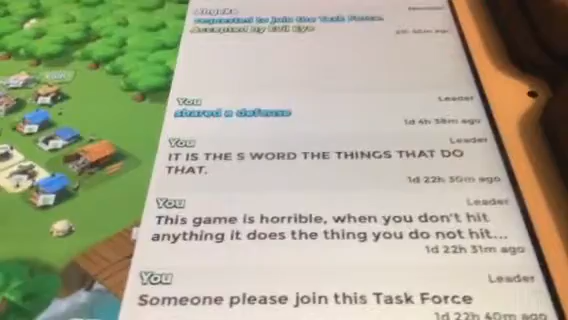 requested to join the Task Force.
Accepted by Evil Eye
You
Leader
shared a defense
1d 4h 38m ago
You
Leader
IT IS THE S WORD THE THINGS THAT DO
THAT.
1d 22h 30m ago
You
Leader
This game is horrible, when you don't hit
anything it does the thing you do not hit...
1d 22h 31m ago
You
Leader
Someone please join this Task Force
1d 22h 40m ago